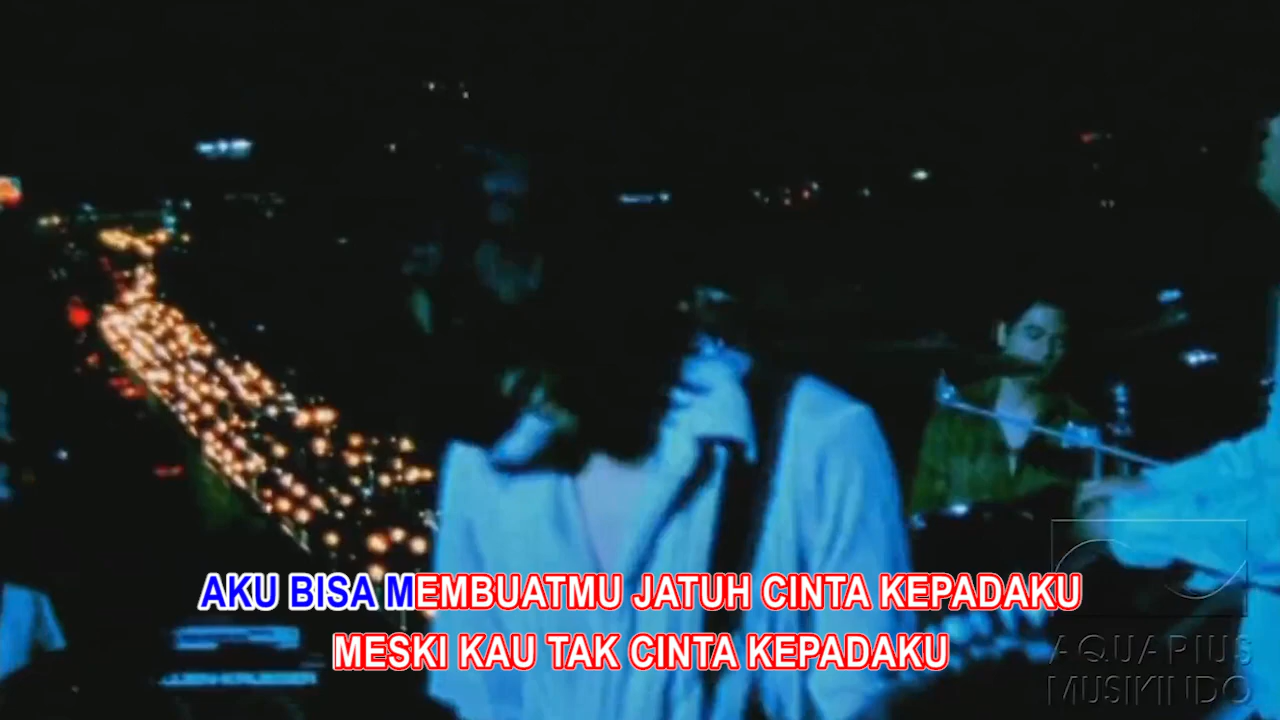 AKU BISA MEMBUATMU JATUH CINTA KEPADAKU
MESKI KAU TAK CINTA KEPADAKU
AQUARIUS
MUSIKINDO